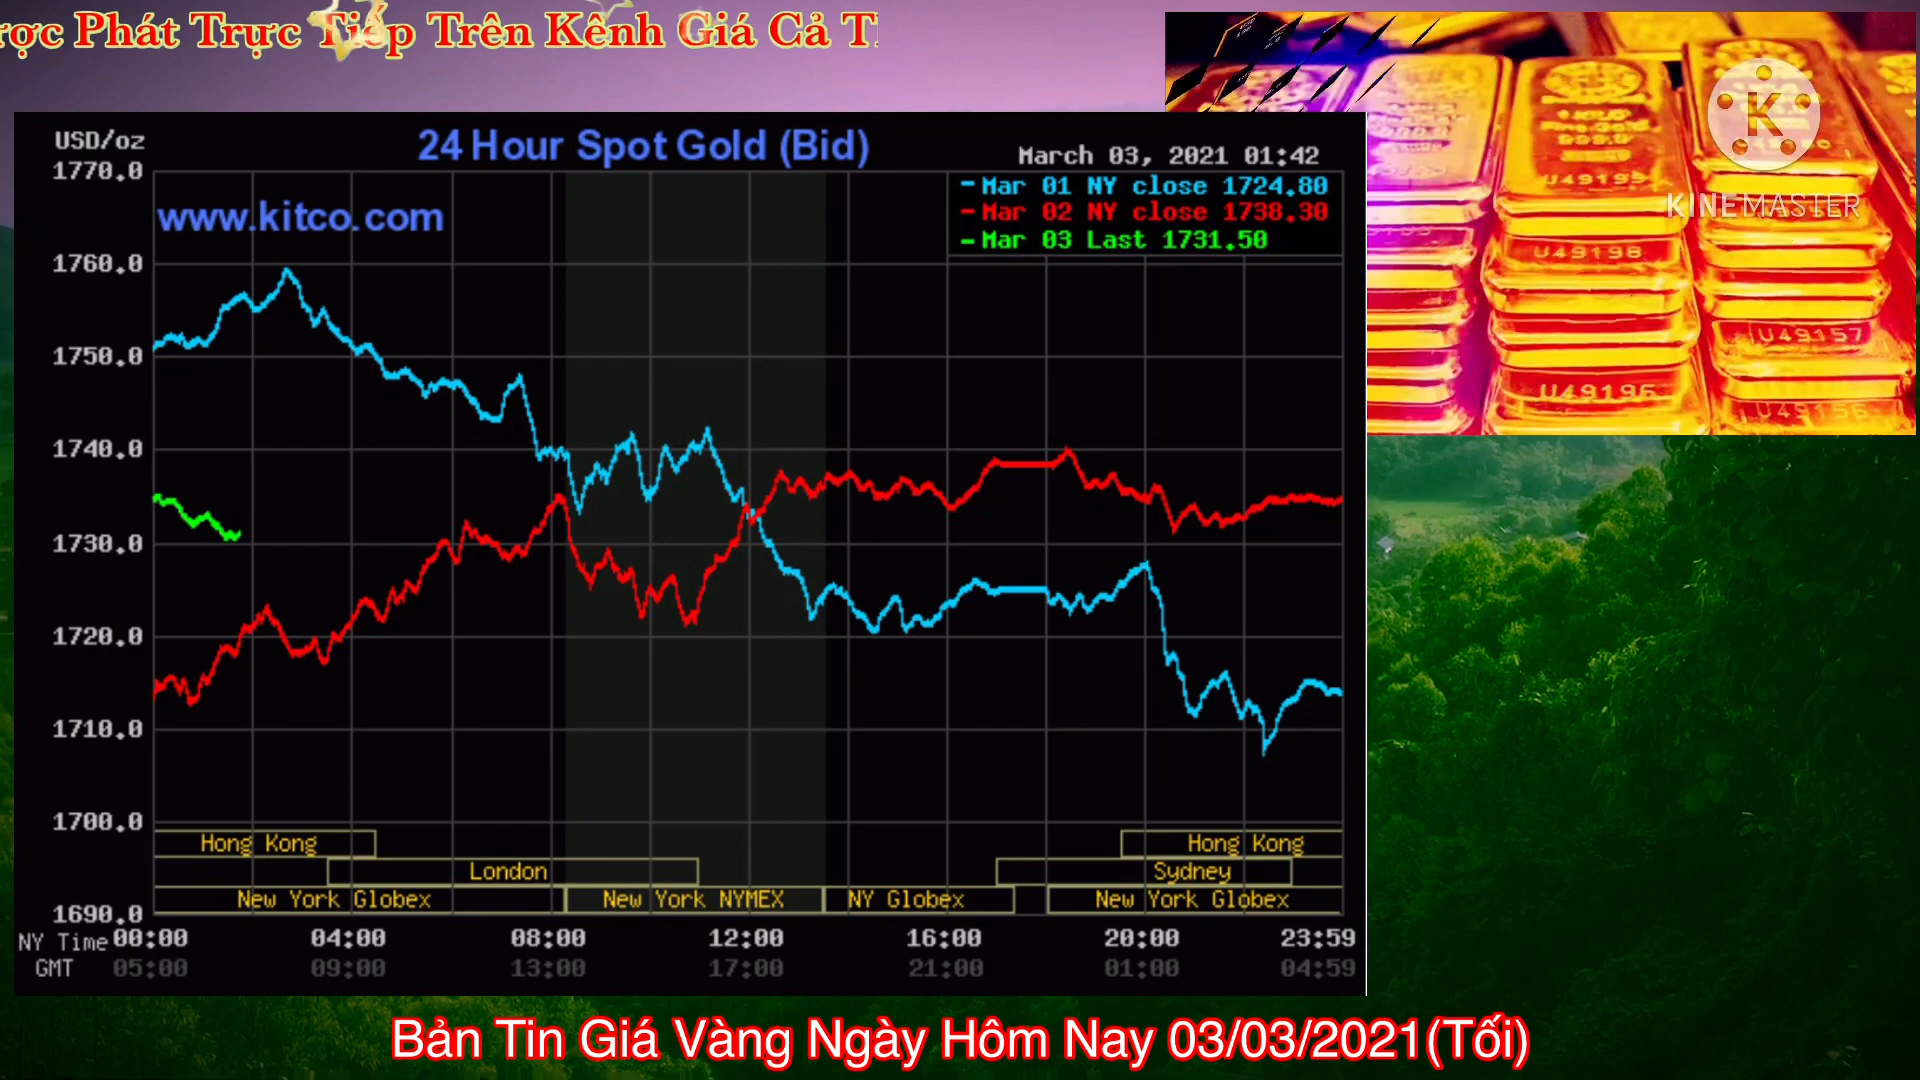 ược Phát Trực Tiếp Trên Kênh Giá Cả T
USD/oz
24 Hour Spot Gold (Bid)
March 03, 2021 01:42
www.kitco.com
Mar 01 NY close 1724.80
Mar 02 NY close 1738.30
Mar 03 Last 1731.50
1770.0
1760.0
1750.0
1740.0
1730.0
1720.0
1710.0
1700.0
1690.0
Hong Kong
Hong Kong
London
Sydney
New York Globex
New York NYMEX
NY Globex
New York Globex
NY Time 00:00 04:00 08:00 12:00 16:00 20:00 23:59
GMT 05:00 09:00 13:00 17:00 21:00 01:00 04:59
K
KINEMASTER
U49195
U49198
U49157
U49196
U49156
Bản Tin Giá Vàng Ngày Hôm Nay 03/03/2021(Tối)